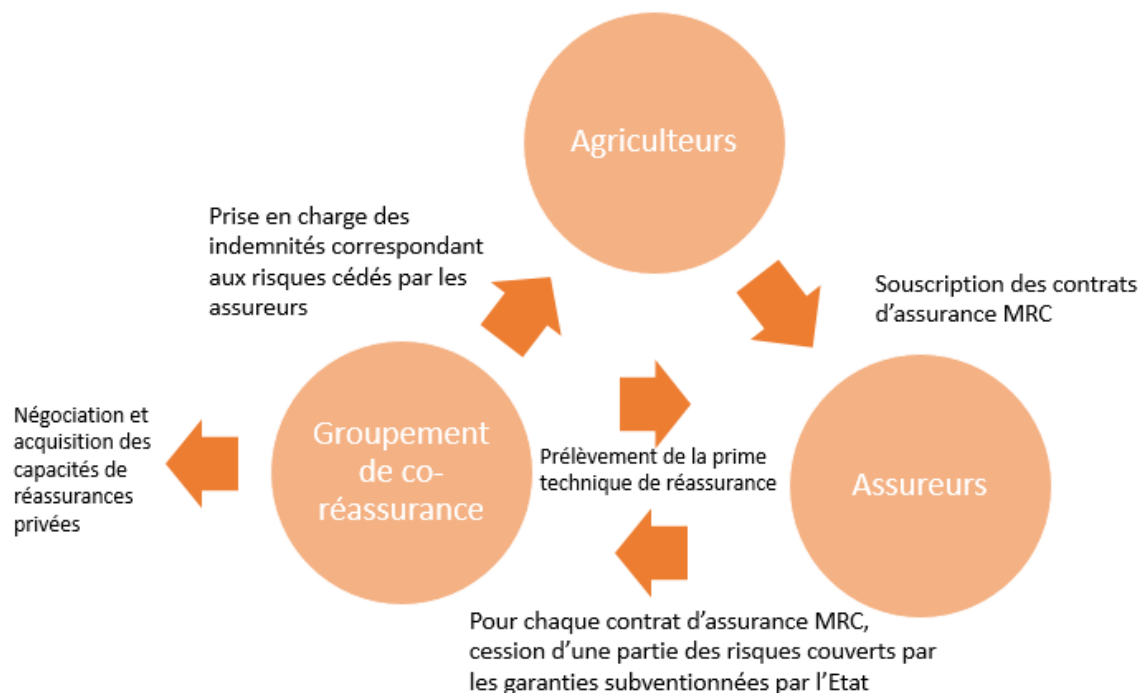 Agriculteurs
Prise en charge des
indemnités correspondant
aux risques cédés par les
assureurs
Souscription des contrats
d’assurance MRC
Négociation et
acquisition des
capacités de
réassurances
privées
Groupement
de co-
réassurance
Prélèvement de la prime
technique de réassurance
Assureurs
Pour chaque contrat d’assurance MRC,
cession d’une partie des risques couverts par
les garanties subventionnées par l’Etat